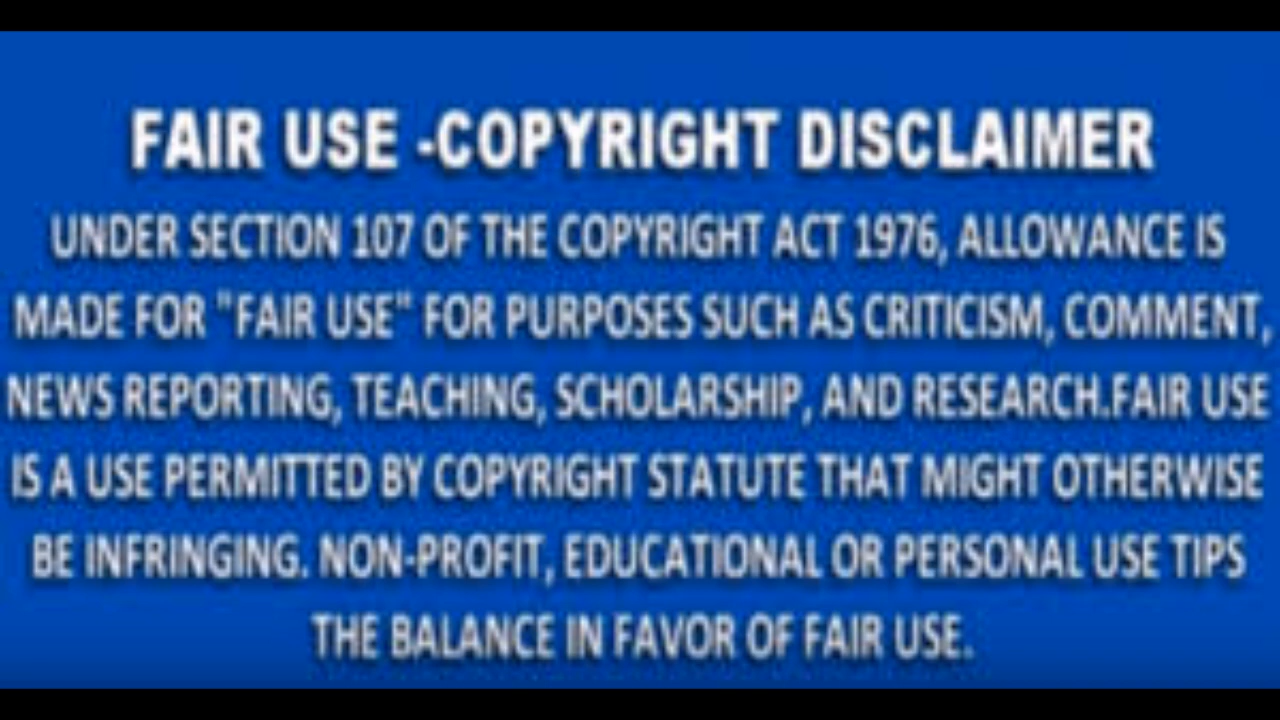 FAIR USE -COPYRIGHT DISCLAIMER
UNDER SECTION 107 OF THE COPYRIGHT ACT 1976, ALLOWANCE IS
MADE FOR "FAIR USE" FOR PURPOSES SUCH AS CRITICISM, COMMENT,
NEWS REPORTING, TEACHING, SCHOLARSHIP, AND RESEARCH.FAIR USE
IS A USE PERMITTED BY COPYRIGHT STATUTE THAT MIGHT OTHERWISE
BE INFRINGING. NON-PROFIT, EDUCATIONAL OR PERSONAL USE TIPS
THE BALANCE IN FAVOR OF FAIR USE.